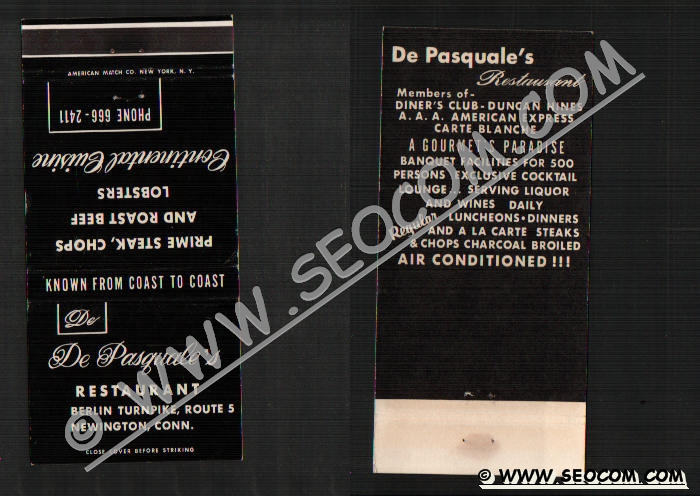 AMERICAN MATCH CO. NEW YORK, N. Y.
PHONE 666-2411
Continental Cuisine
LOBSTERS
AND ROAST BEEF
PRIME STEAK, CHOPS
KNOWN FROM COAST TO COAST
De
De Pasquale's
RESTAURANT
BERLIN TURNPIKE, ROUTE 5
NEWINGTON, CONN.
CLOSE COVER BEFORE STRIKING
De Pasquale's
Restaurant
Members of-
DINER'S CLUB - DUNCAN HINES
A. A. A. AMERICAN EXPRESS
CARTE BLANCHE
A GOURMET'S PARADISE
BANQUET FACILITIES FOR 500
PERSONS EXCLUSIVE COCKTAIL
LOUNGE... SERVING LIQUOR
AND WINES DAILY
Regular LUNCHEONS • DINNERS
AND A LA CARTE STEAKS
& CHOPS CHARCOAL BROILED
AIR CONDITIONED !!!
© WWW.SEOCOM.COM
© WWW.SEOCOM.COM